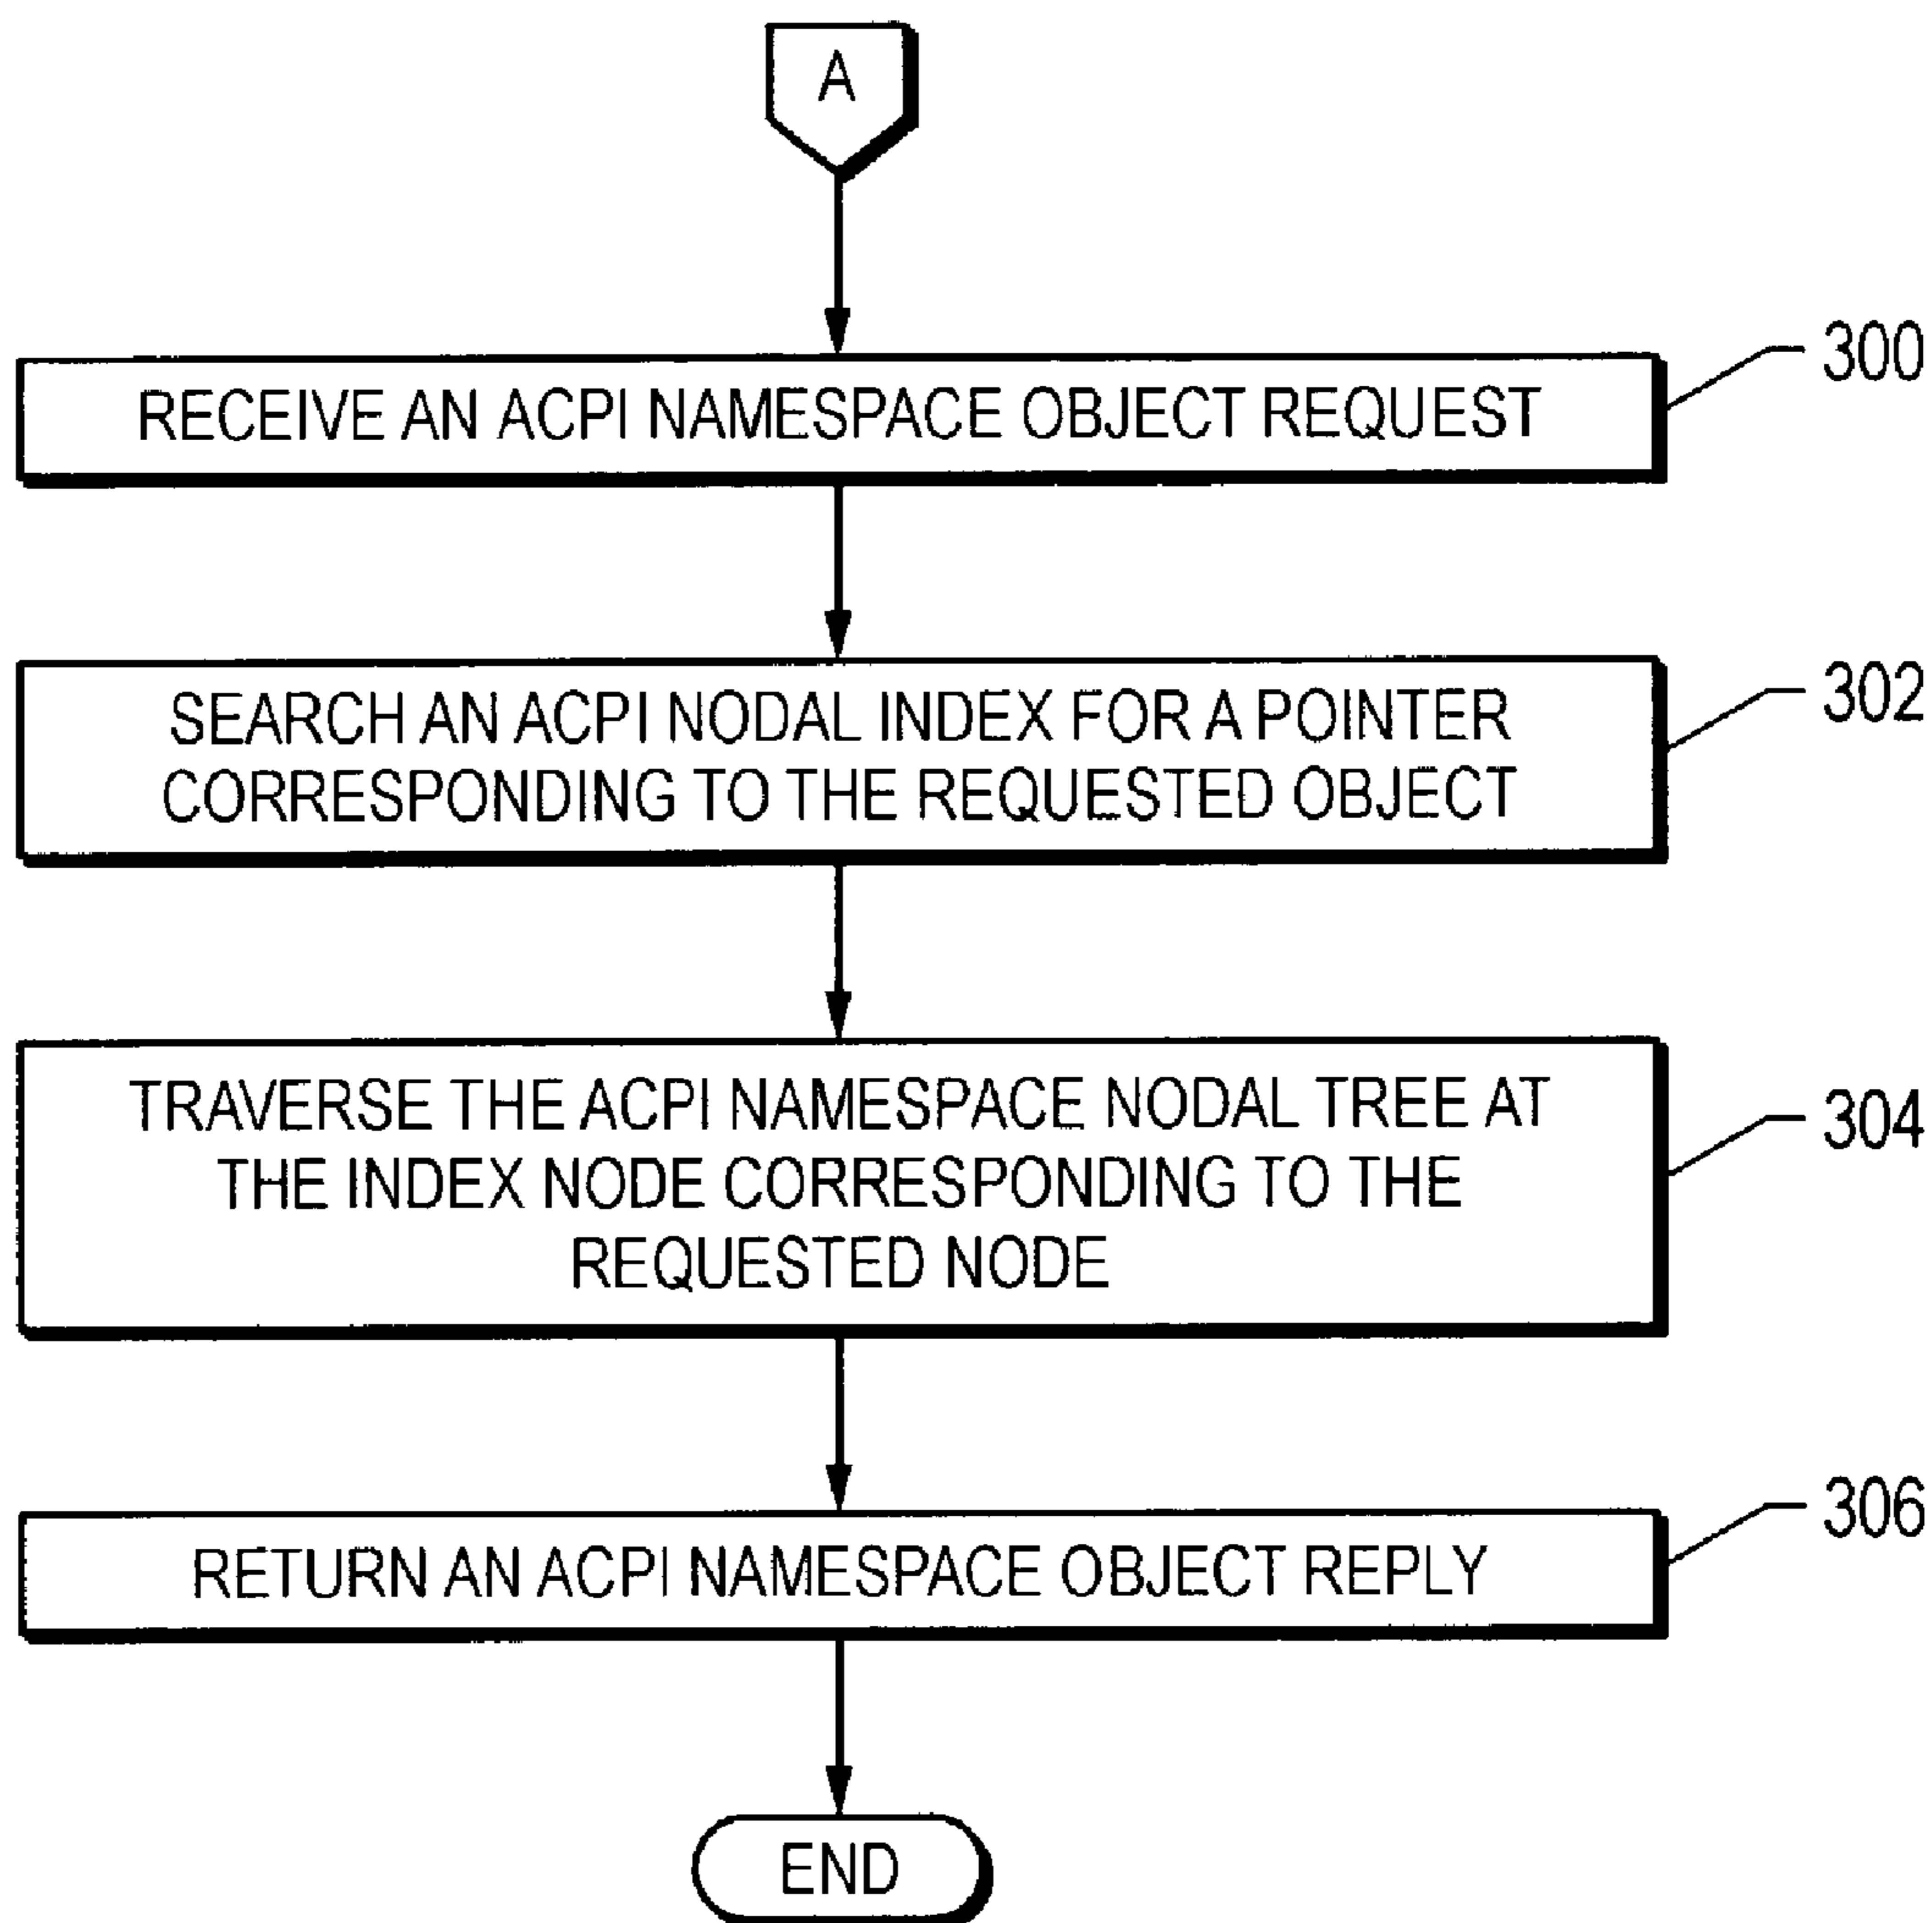 A
300
RECEIVE AN ACPI NAMESPACE OBJECT REQUEST
302
SEARCH AN ACPI NODAL INDEX FOR A POINTER
CORRESPONDING TO THE REQUESTED OBJECT
304
TRAVERSE THE ACPI NAMESPACE NODAL TREE AT
THE INDEX NODE CORRESPONDING TO THE
REQUESTED NODE
306
RETURN AN ACPI NAMESPACE OBJECT REPLY
END